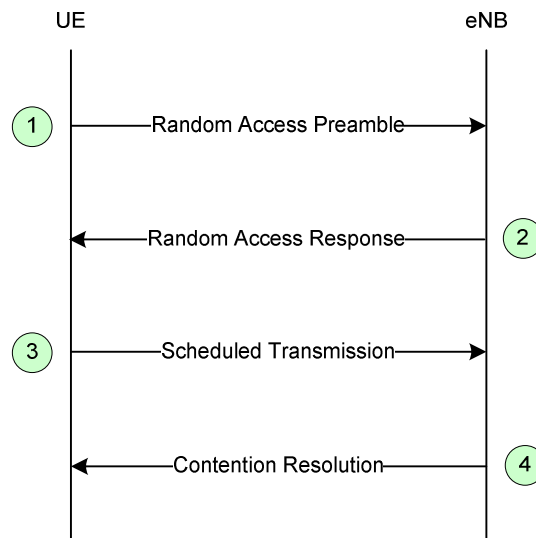 UE eNB
1 Random Access Preamble
Random Access Response 2
3 Scheduled Transmission
Contention Resolution 4